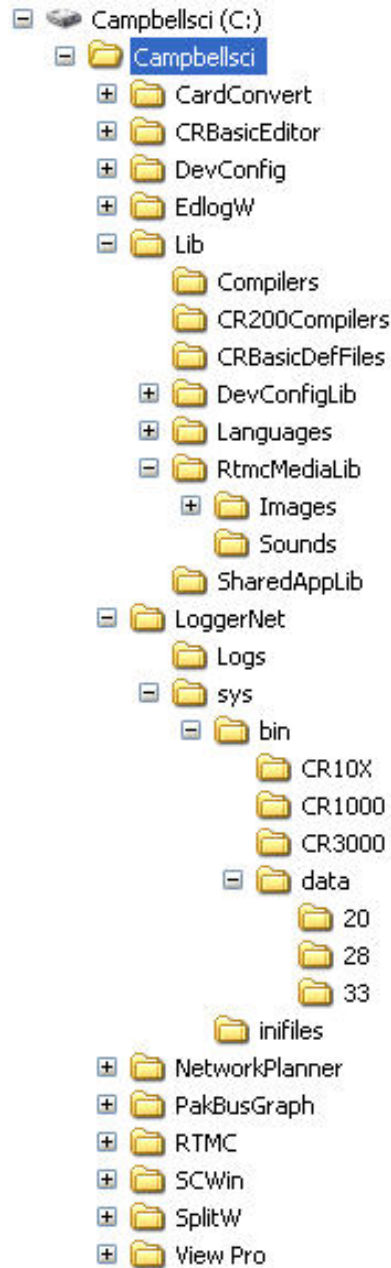 Campbellsci (C:)
Campbellsci
CardConvert
CRBasicEditor
DevConfig
EdlogW
Lib
Compilers
CR200Compilers
CRBasicDefFiles
DevConfigLib
Languages
RtmcMediaLib
Images
Sounds
SharedAppLib
LoggerNet
Logs
sys
bin
CR10X
CR1000
CR3000
data
20
28
33
inifiles
NetworkPlanner
PakBusGraph
RTMC
SCWin
SplitW
View Pro